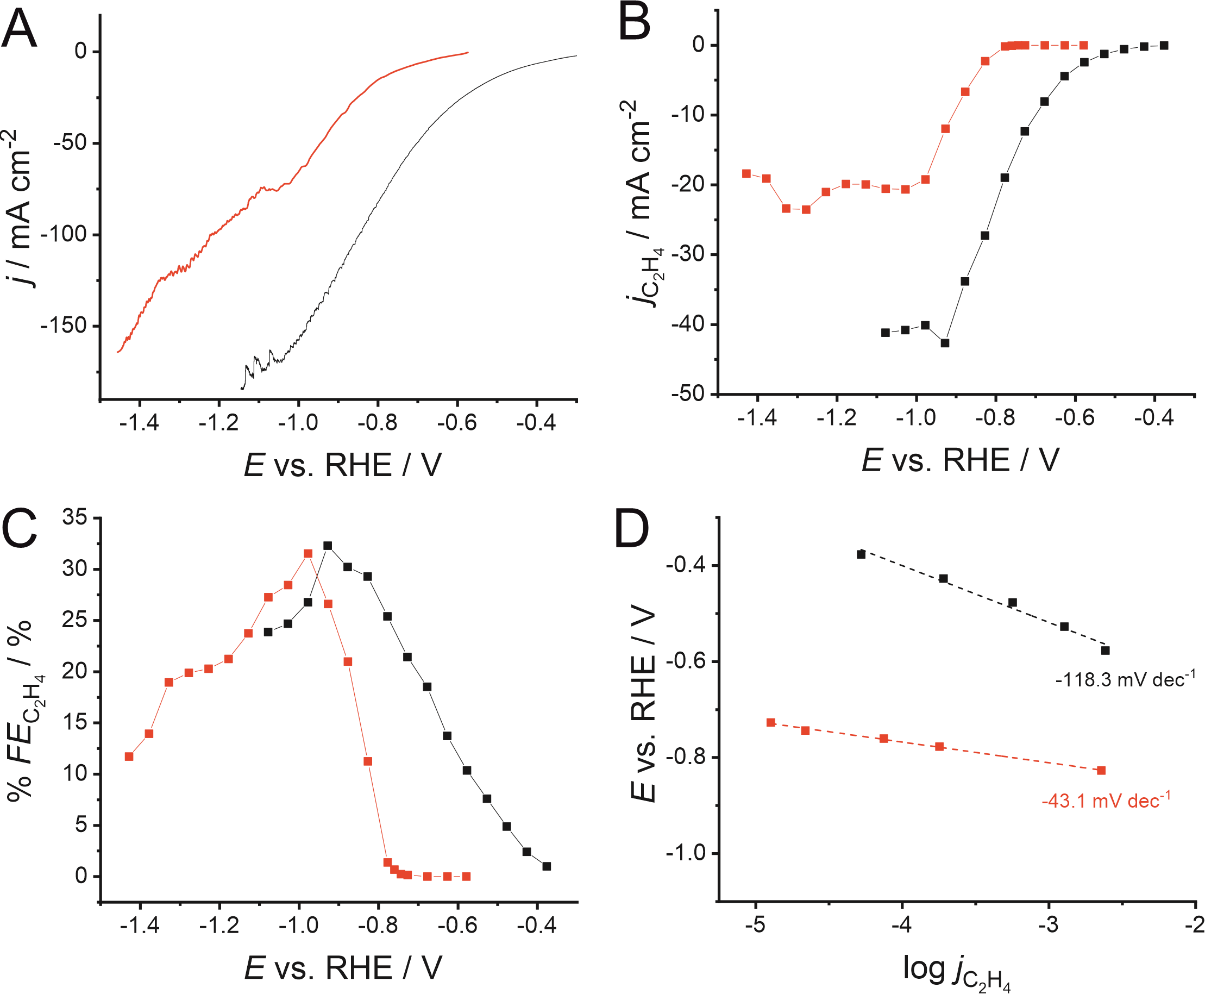 A
0
-50
-100
-150
j / mA cm-2
-1.4 -1.2 -1.0 -0.8 -0.6 -0.4
E vs. RHE / V
B
0
-10
-20
-30
-40
-50
jC2H4 / mA cm-2
-1.4 -1.2 -1.0 -0.8 -0.6 -0.4
E vs. RHE / V
C
35
30
25
20
15
10
5
0
% FEC2H4 / %
-1.4 -1.2 -1.0 -0.8 -0.6 -0.4
E vs. RHE / V
D
-0.4
-0.6
-0.8
-1.0
E vs. RHE / V
-118.3 mV dec-1
-43.1 mV dec-1
-5 -4 -3 -2
log jC2H4